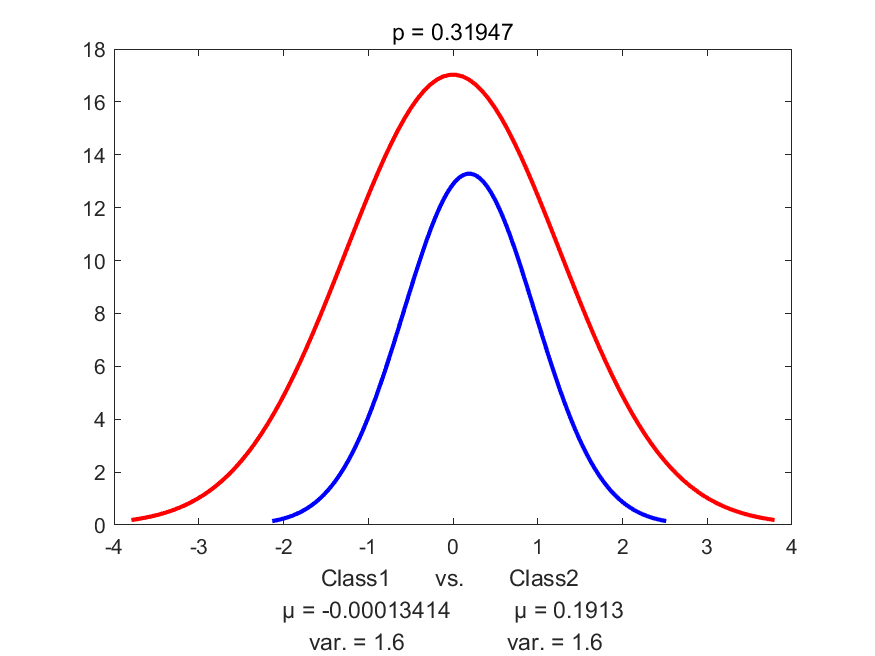 p = 0.31947
18
16
14
12
10
8
6
4
2
0
-4 -3 -2 -1 0 1 2 3 4
Class1 vs. Class2
μ = -0.00013414 μ = 0.1913
var. = 1.6 var. = 1.6